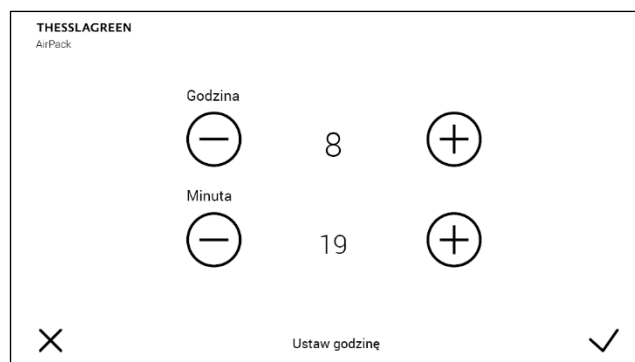 THESSLAGREEN
AirPack
Godzina
8
Minuta
19
Ustaw godzinę